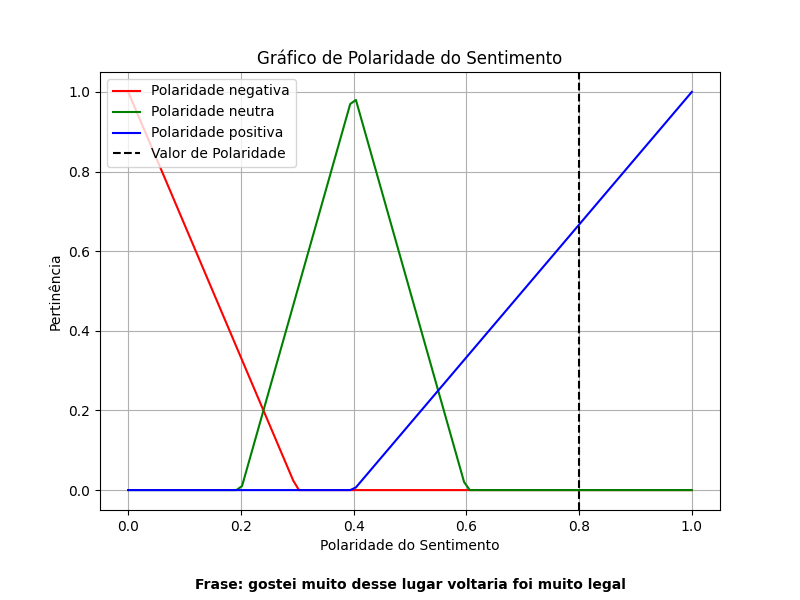 Gráfico de Polaridade do Sentimento
Polaridade negativa
Polaridade neutra
Polaridade positiva
Valor de Polaridade
1.0
0.8
0.6
0.4
0.2
0.0
Pertinência
0.0 0.2 0.4 0.6 0.8 1.0
Polaridade do Sentimento
Frase: gostei muito desse lugar voltaria foi muito legal